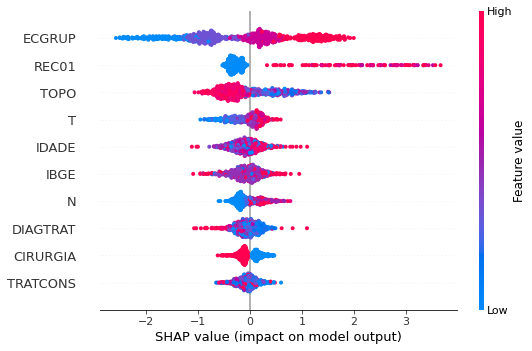 High
ECGRUP
REC01
TOPO
T
IDADE
IBGE
N
DIAGTRAT
CIRURGIA
TRATCONS
Feature value
Low
−2 −1 0 1 2 3
SHAP value (impact on model output)